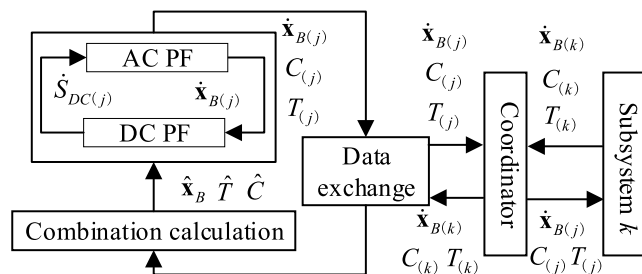 AC PF
DC PF
Ṡ_DC(j)
ẋ_B(j)
ẋ_B(j)
C_(j)
T_(j)
x̂_B T̂ Ĉ
Combination calculation
Data
exchange
ẋ_B(j)
C_(j)
T_(j)
ẋ_B(k)
C_(k) T_(k)
Coordinator
ẋ_B(k)
C_(k)
T_(k)
ẋ_B(j)
C_(j) T_(j)
Subsystem k